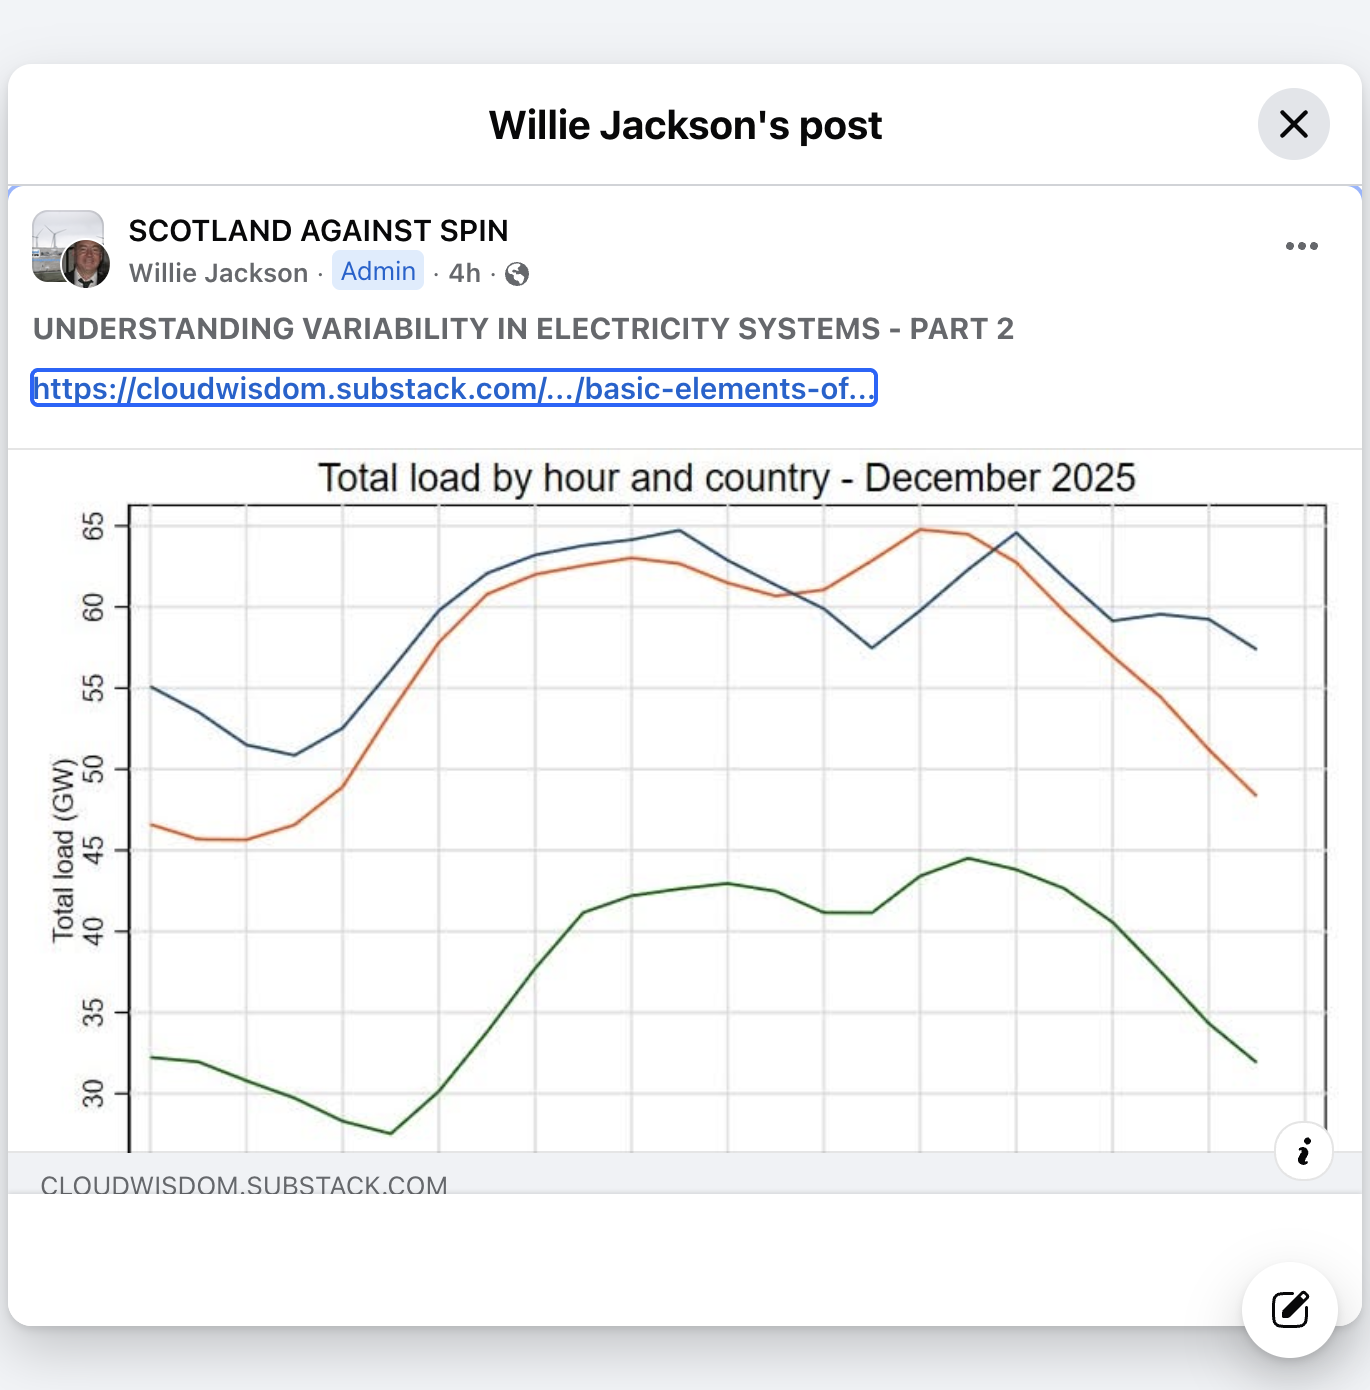 Willie Jackson's post
SCOTLAND AGAINST SPIN
Willie Jackson · Admin · 4h ·
UNDERSTANDING VARIABILITY IN ELECTRICITY SYSTEMS - PART 2
https://cloudwisdom.substack.com/.../basic-elements-of...
Total load by hour and country - December 2025
Total load (GW)
65
60
55
50
45
40
35
30
CLOUDWISDOM.SUBSTACK.COM